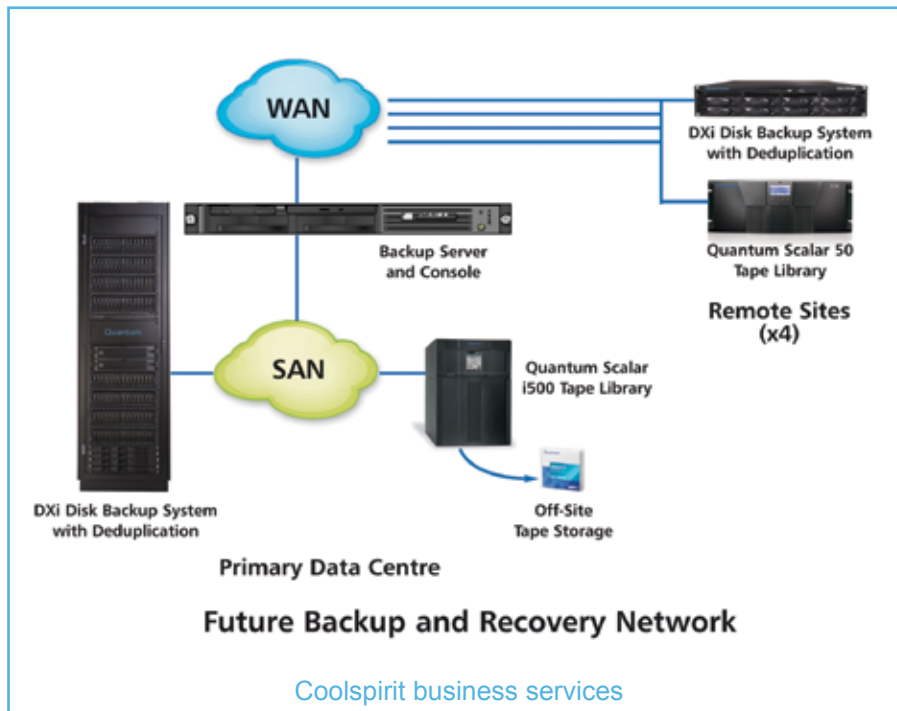 WAN
DXi Disk Backup System
with Deduplication
Backup Server
and Console
Quantum Scalar 50
Tape Library
Remote Sites
(x4)
Quantum
SAN
Quantum Scalar
i500 Tape Library
DXi Disk Backup System
with Deduplication
Off-Site
Tape Storage
Primary Data Centre
Future Backup and Recovery Network
Coolspirit business services